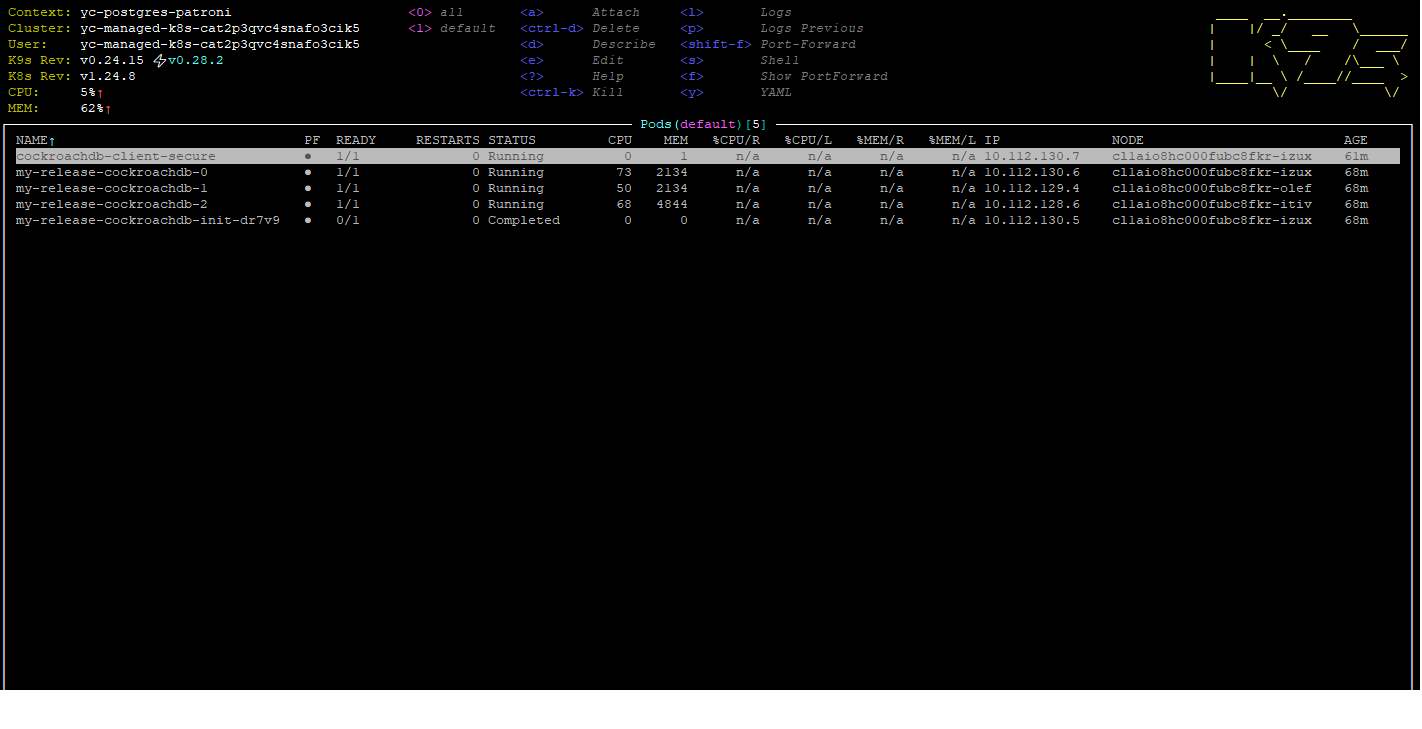 Context: yc-postgres-patroni <0> all <a> Attach <l> Logs
Cluster: yc-managed-k8s-cat2p3qvc4snafo3cik5 <1> default <ctrl-d> Delete <p> Logs Previous
User: yc-managed-k8s-cat2p3qvc4snafo3cik5 <d> Describe <shift-f> Port-Forward
K9s Rev: v0.24.15 ⚡v0.28.2 <e> Edit <s> Shell
K8s Rev: v1.24.8 <?> Help <f> Show PortForward
CPU: 5%↑ <ctrl-k> Kill <y> YAML
MEM: 62%↑
Pods(default)[5]
NAME↑ PF READY RESTARTS STATUS CPU MEM %CPU/R %CPU/L %MEM/R %MEM/L IP NODE AGE
cockroachdb-client-secure ● 1/1 0 Running 0 1 n/a n/a n/a n/a 10.112.130.7 cl1aio8hc000fubc8fkr-izux 61m
my-release-cockroachdb-0 ● 1/1 0 Running 73 2134 n/a n/a n/a n/a 10.112.130.6 cl1aio8hc000fubc8fkr-izux 68m
my-release-cockroachdb-1 ● 1/1 0 Running 50 2134 n/a n/a n/a n/a 10.112.129.4 cl1aio8hc000fubc8fkr-olef 68m
my-release-cockroachdb-2 ● 1/1 0 Running 68 4844 n/a n/a n/a n/a 10.112.128.6 cl1aio8hc000fubc8fkr-itiv 68m
my-release-cockroachdb-init-dr7v9 ● 0/1 0 Completed 0 0 n/a n/a n/a n/a 10.112.130.5 cl1aio8hc000fubc8fkr-izux 68m